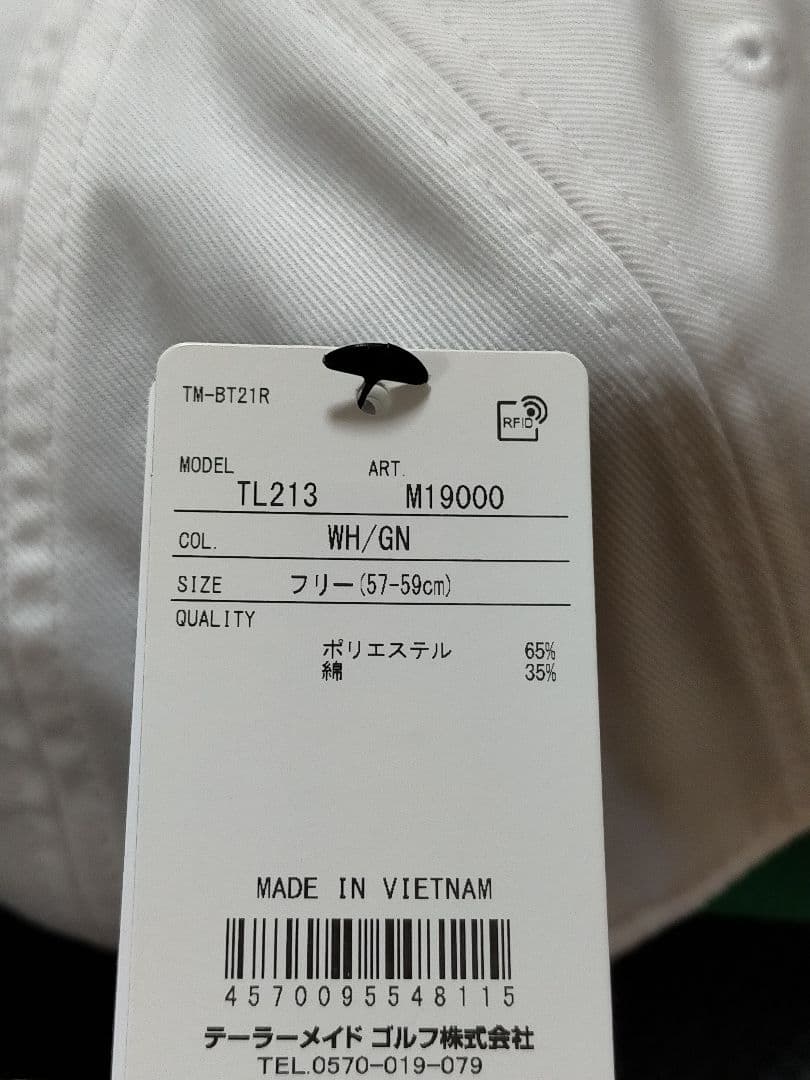 TM-BT21R
RFID
MODEL ART.
TL213 M19000
COL. WH/GN
SIZE フリー(57-59cm)
QUALITY
ポリエステル 65%
綿 35%
MADE IN VIETNAM
4570095548115
テーラーメイド ゴルフ株式会社
TEL.0570-019-079